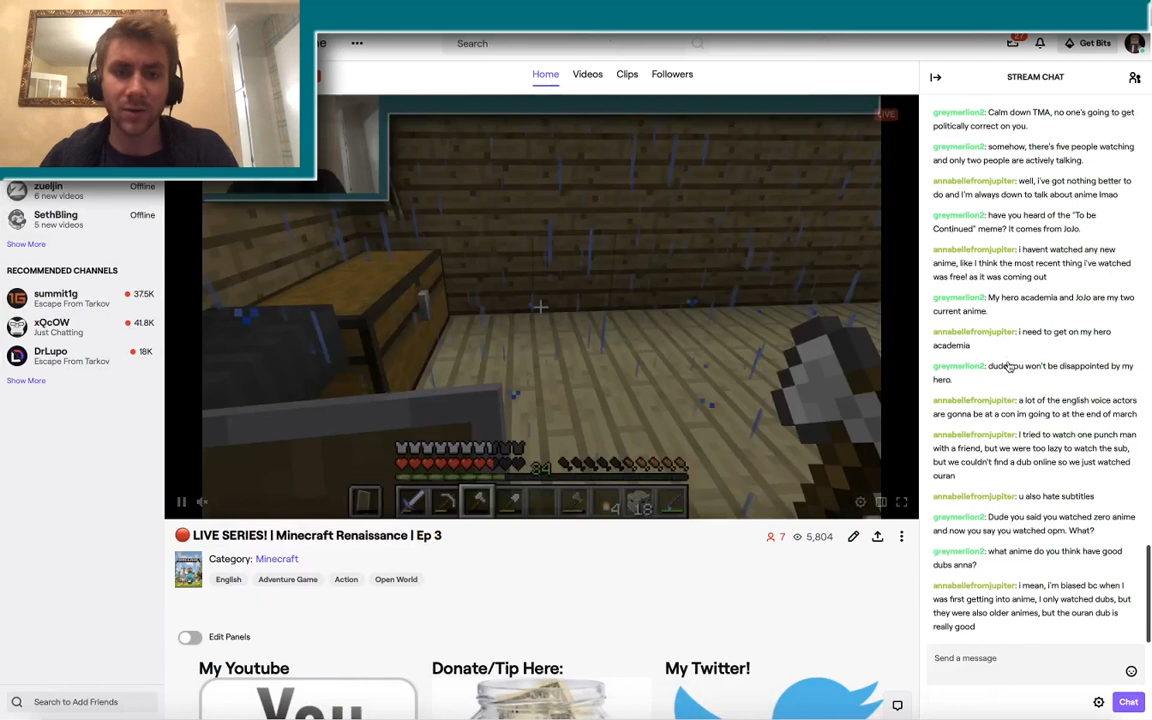 Search
27
Get Bits
Home
Videos
Clips
Followers
STREAM CHAT
LIVE
zueljin
Offline
6 new videos
SethBling
Offline
5 new videos
Show More
RECOMMENDED CHANNELS
summit1g
37.5K
Escape From Tarkov
xQcOW
41.8K
Just Chatting
DrLupo
18K
Escape From Tarkov
Show More
34
4
18
LIVE SERIES! | Minecraft Renaissance | Ep 3
7
5,804
Category: Minecraft
English
Adventure Game
Action
Open World
Edit Panels
My Youtube
Donate/Tip Here:
My Twitter!
You
Search to Add Friends
greymerlion2: Calm down TMA, no one's going to get
politically correct on you.
greymerlion2: somehow, there's five people watching
and only two people are actively talking.
annabellefromjupiter: well, i've got nothing better to
do and I'm always down to talk about anime lmao
greymerlion2: have you heard of the "To be
Continued" meme? It comes from JoJo.
annabellefromjupiter: i havent watched any new
anime, like I think the most recent thing i've watched
was free! as it was coming out
greymerlion2: My hero academia and JoJo are my two
current anime.
annabellefromjupiter: i need to get on my hero
academia
greymerlion2: dude you won't be disappointed by my
hero.
annabellefromjupiter: a lot of the english voice actors
are gonna be at a con im going to at the end of march
annabellefromjupiter: I tried to watch one punch man
with a friend, but we were too lazy to watch the sub,
but we couldn't find a dub online so we just watched
ouran
annabellefromjupiter: u also hate subtitles
greymerlion2: Dude you said you watched zero anime
and now you say you watched opm. What?
greymerlion2: what anime do you think have good
dubs anna?
annabellefromjupiter: i mean, i'm biased bc when I
was first getting into anime, I only watched dubs, but
they were also older animes, but the ouran dub is
really good
Send a message
Chat